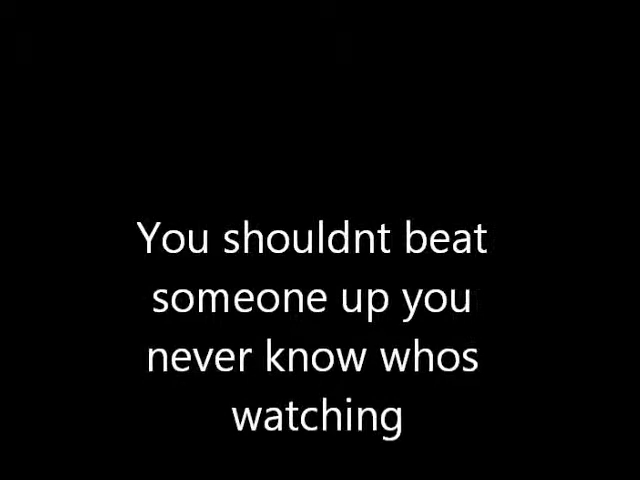 You shouldnt beat
someone up you
never know whos
watching